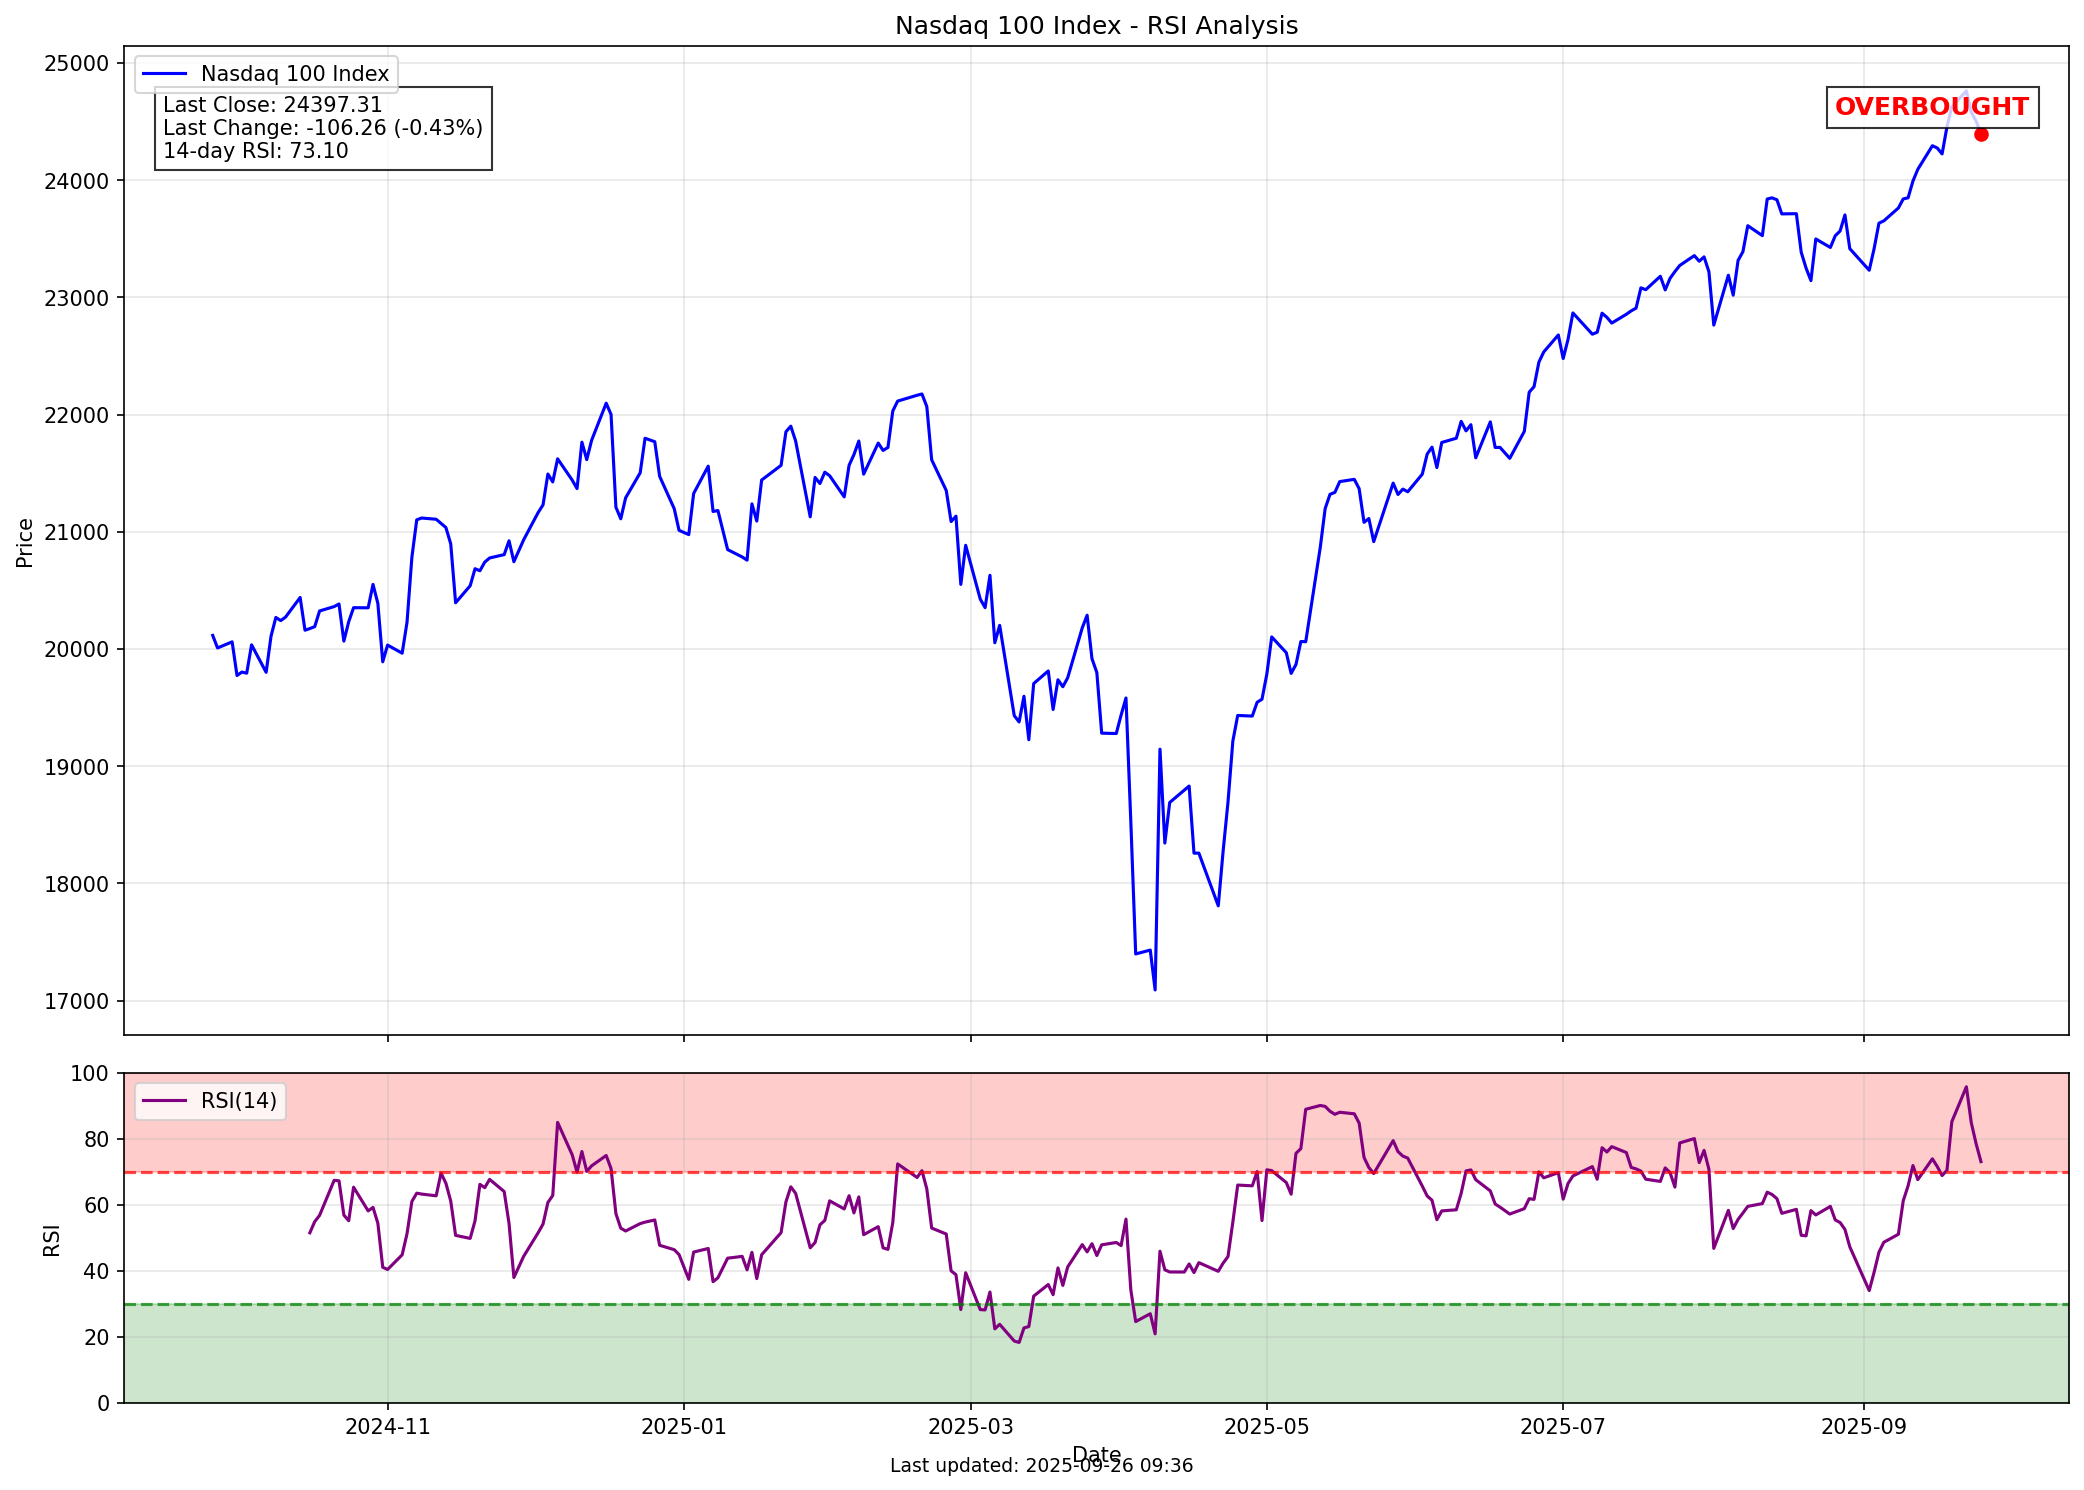 Nasdaq 100 Index - RSI Analysis
Nasdaq 100 Index
Last Close: 24397.31
Last Change: -106.26 (-0.43%)
14-day RSI: 73.10
OVERBOUGHT
25000
24000
23000
22000
21000
20000
19000
18000
17000
Price
RSI(14)
100
80
60
40
20
0
RSI
2024-11
2025-01
2025-03
2025-05
2025-07
2025-09
Date
Last updated: 2025-09-26 09:36